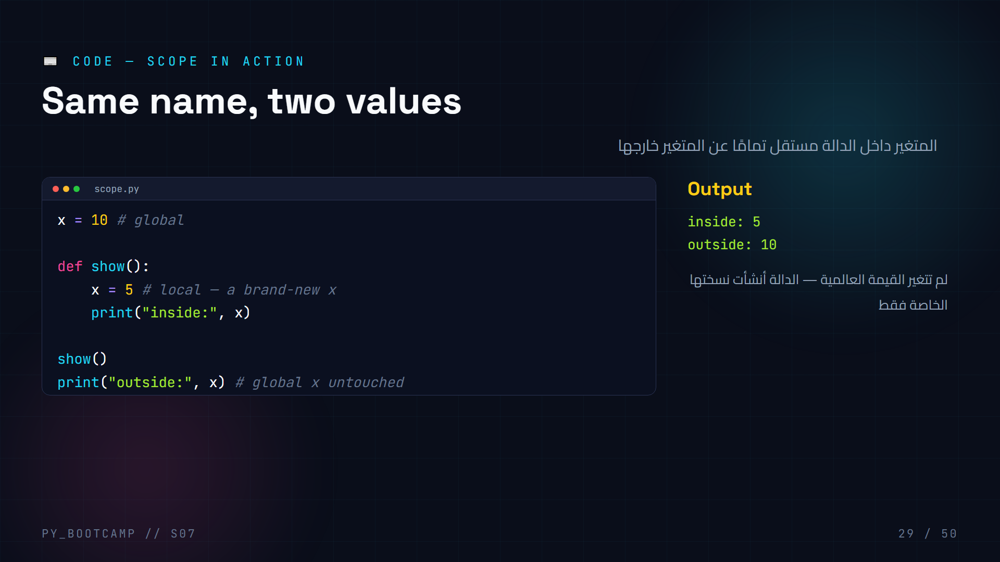 CODE — SCOPE IN ACTION
Same name, two values
المتغير داخل الدالة مستقل تمامًا عن المتغير خارجها
scope.py
x = 10 # global
def show():
    x = 5 # local — a brand-new x
    print("inside:", x)
show()
print("outside:", x) # global x untouched
Output
inside: 5
outside: 10
لم تتغير القيمة العالمية — الدالة أنشأت نسختها
الخاصة فقط
PY_BOOTCAMP // S07
29 / 50